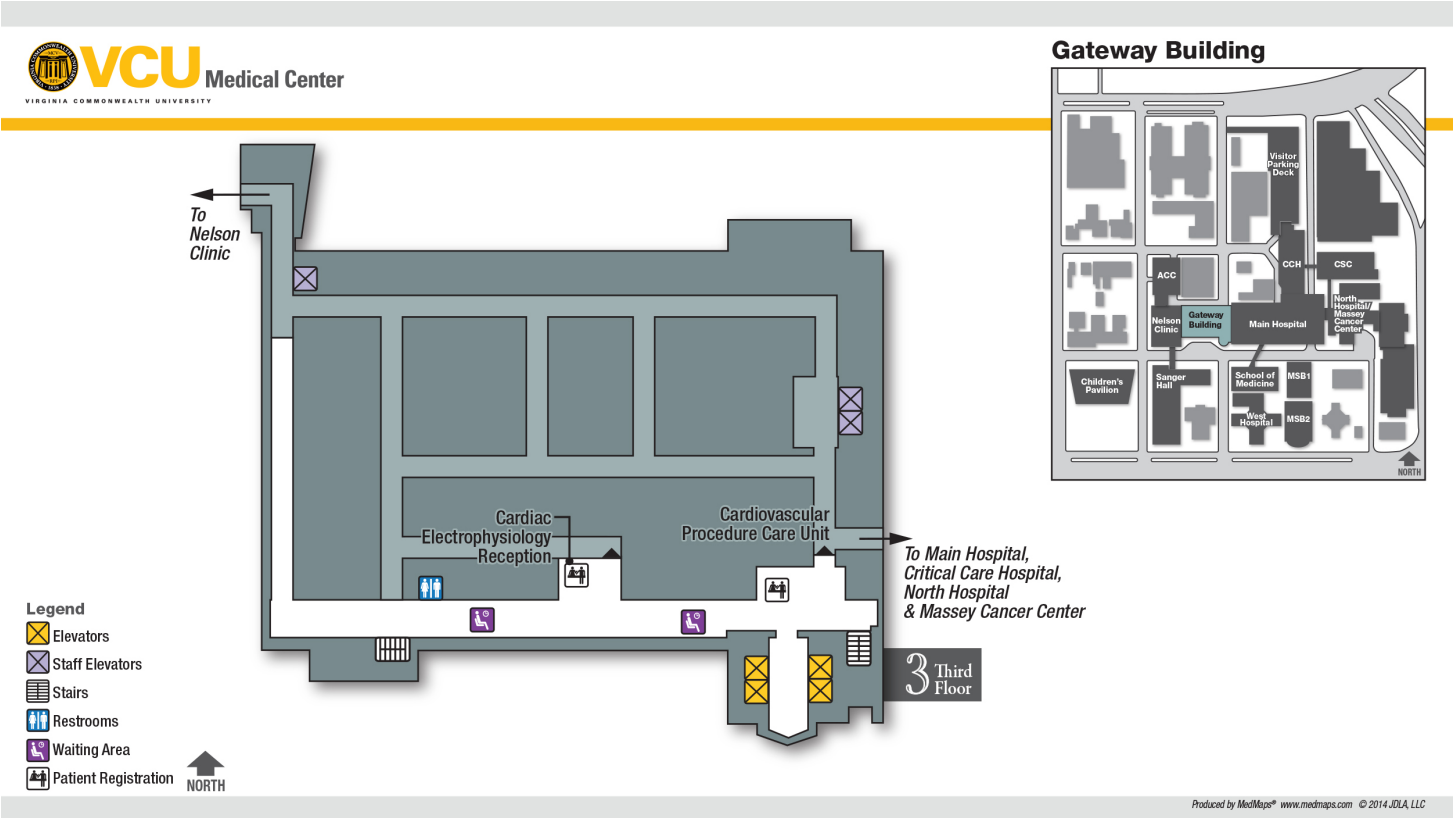 VCU Medical Center
VIRGINIA COMMONWEALTH UNIVERSITY
Gateway Building
Visitor
Parking
Deck
CCH
CSC
ACC
Nelson
Clinic
Gateway
Building
Main Hospital
North
Hospital/
Massey
Cancer
Center
Children's
Pavilion
Sanger
Hall
School of
Medicine
MSB1
West
Hospital
MSB2
NORTH
To
Nelson
Clinic
Cardiac
Electrophysiology
Reception
Cardiovascular
Procedure Care Unit
To Main Hospital,
Critical Care Hospital,
North Hospital
& Massey Cancer Center
3 Third
Floor
Legend
Elevators
Staff Elevators
Stairs
Restrooms
Waiting Area
Patient Registration
NORTH
Produced by MedMaps® www.medmaps.com © 2014 JDLA, LLC